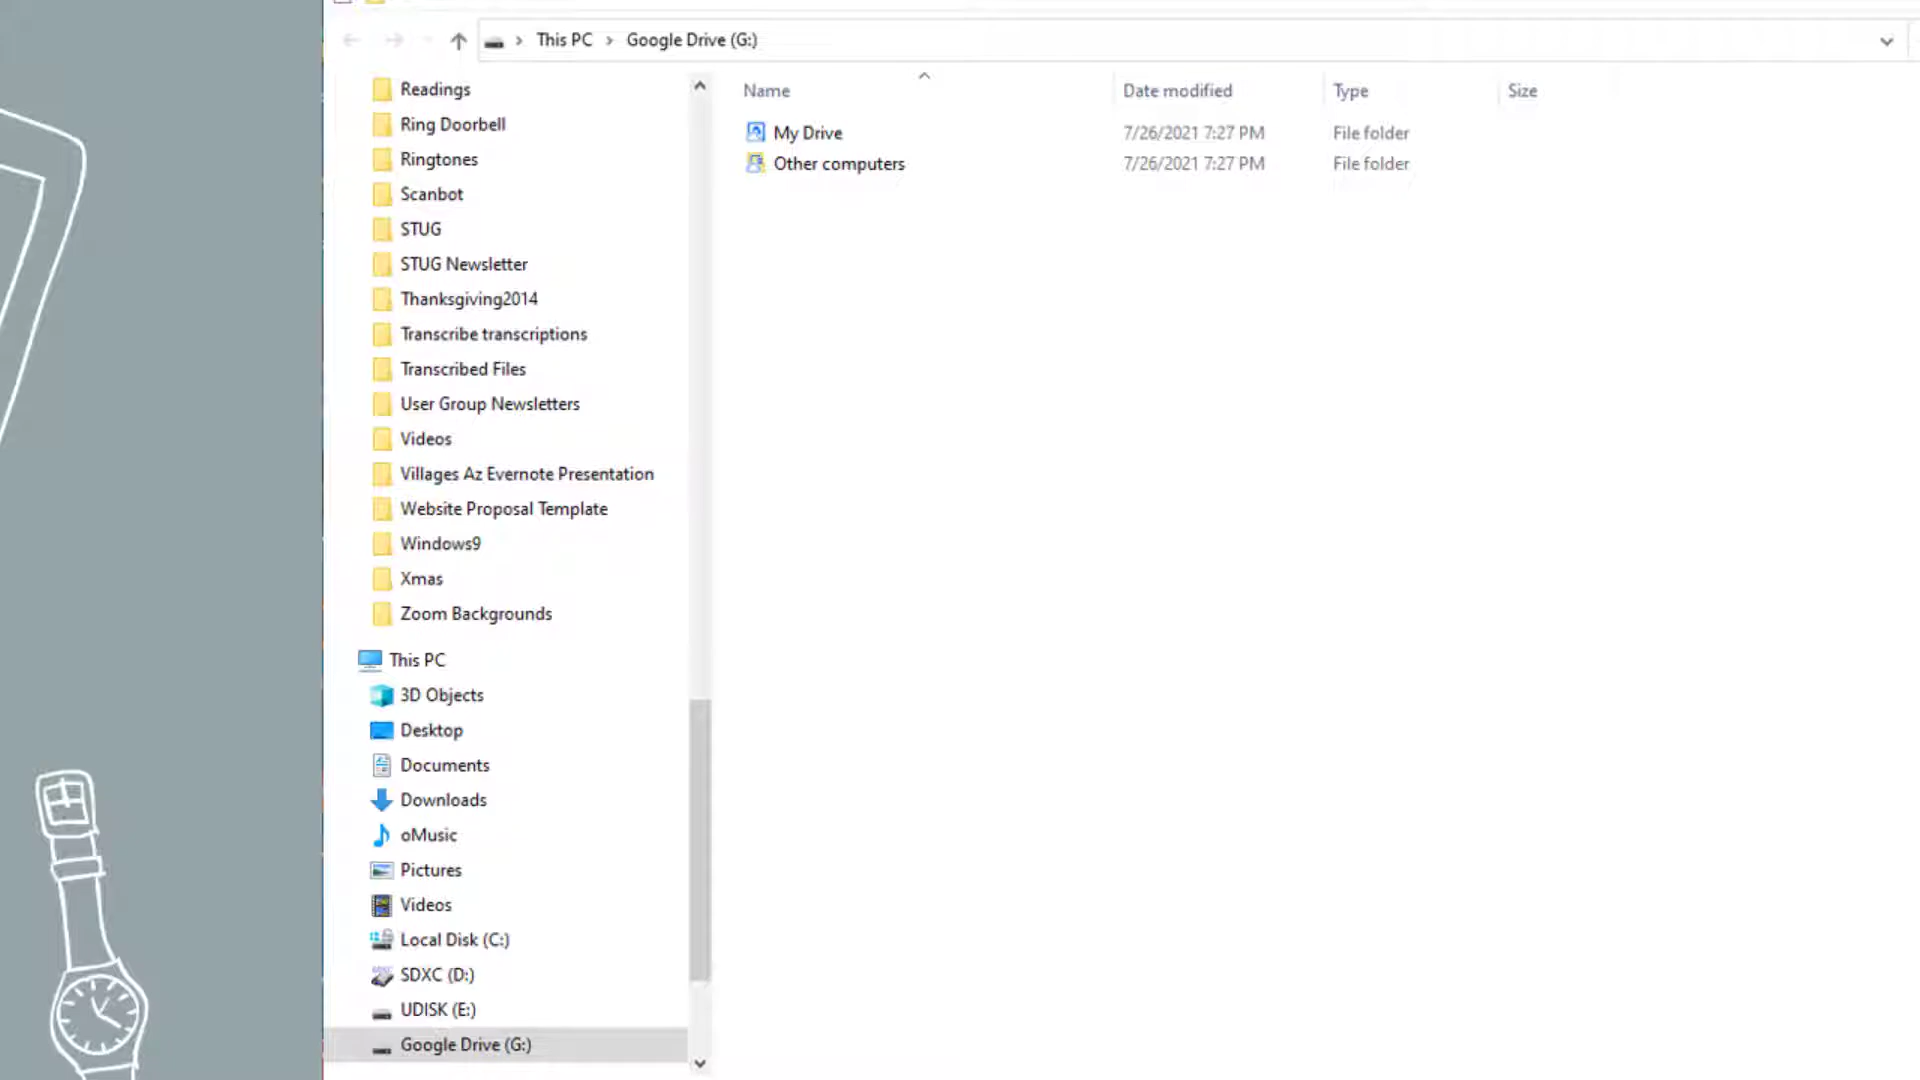 This PC > Google Drive (G:)
Name Date modified Type Size
My Drive 7/26/2021 7:27 PM File folder
Other computers 7/26/2021 7:27 PM File folder
Readings
Ring Doorbell
Ringtones
Scanbot
STUG
STUG Newsletter
Thanksgiving2014
Transcribe transcriptions
Transcribed Files
User Group Newsletters
Videos
Villages Az Evernote Presentation
Website Proposal Template
Windows9
Xmas
Zoom Backgrounds
This PC
3D Objects
Desktop
Documents
Downloads
oMusic
Pictures
Videos
Local Disk (C:)
SDXC (D:)
UDISK (E:)
Google Drive (G:)